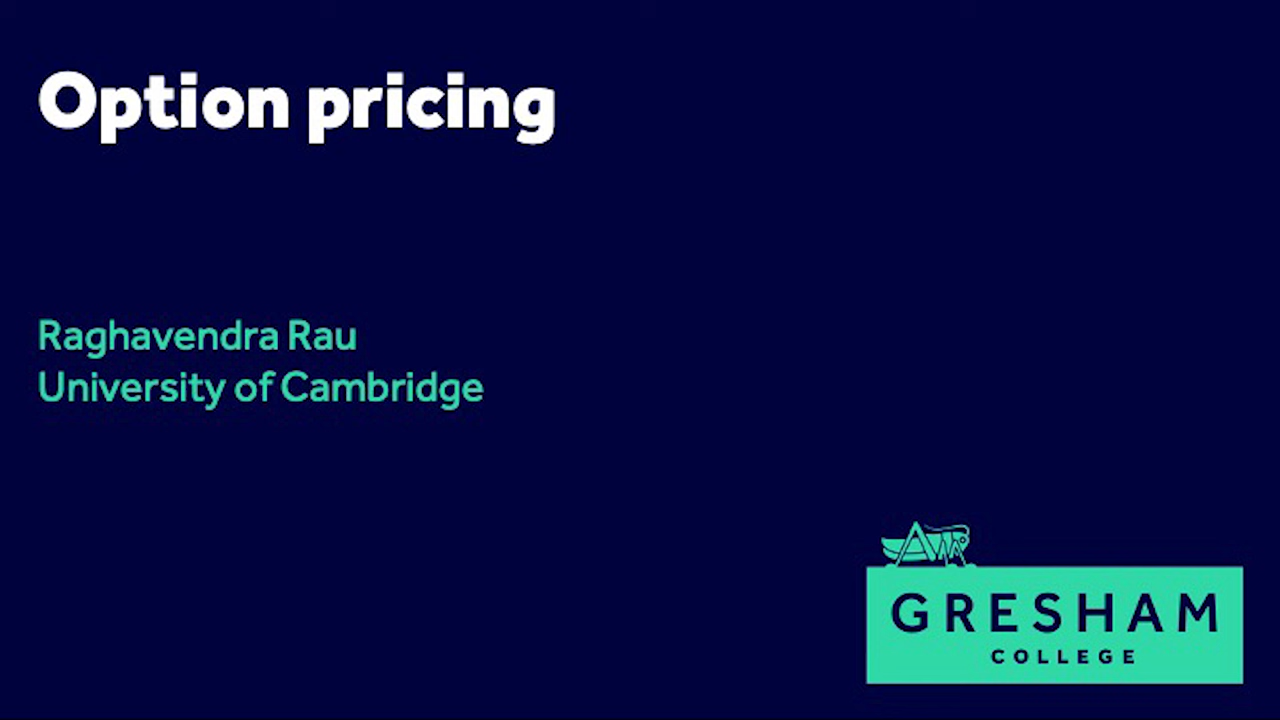 Option pricing
Raghavendra Rau
University of Cambridge
GRESHAM
COLLEGE